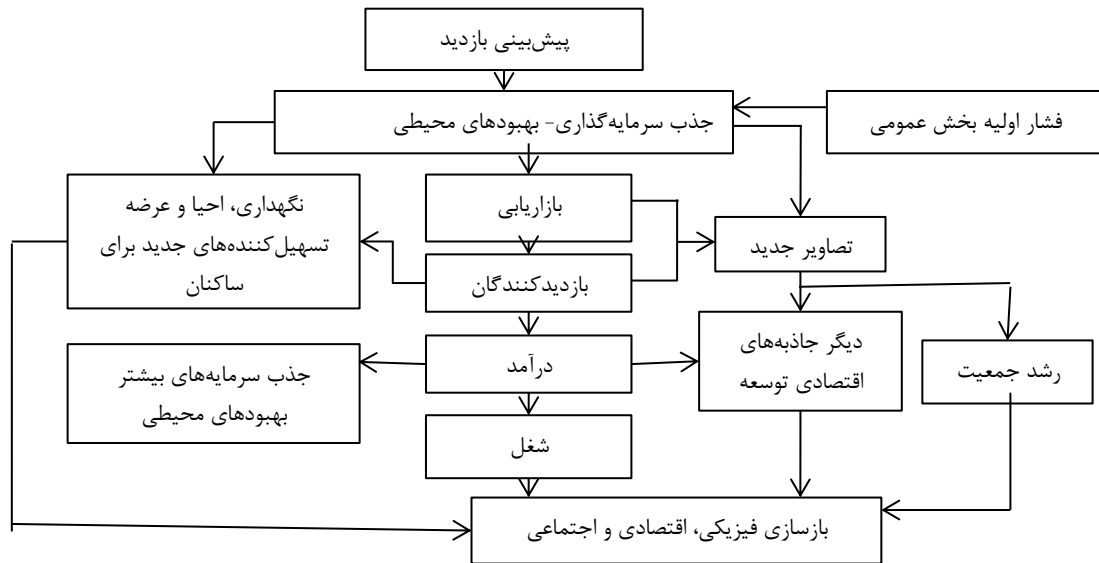 پیش‌بینی بازدید
جذب سرمایه‌گذاری- بهبودهای محیطی
فشار اولیه بخش عمومی
نگهداری، احیا و عرضه
تسهیل‌کننده‌های جدید برای
ساکنان
بازاریابی
تصاویر جدید
بازدیدکنندگان
دیگر جاذبه‌های
اقتصادی توسعه
رشد جمعیت
درآمد
جذب سرمایه‌های بیشتر
بهبودهای محیطی
شغل
بازسازی فیزیکی، اقتصادی و اجتماعی